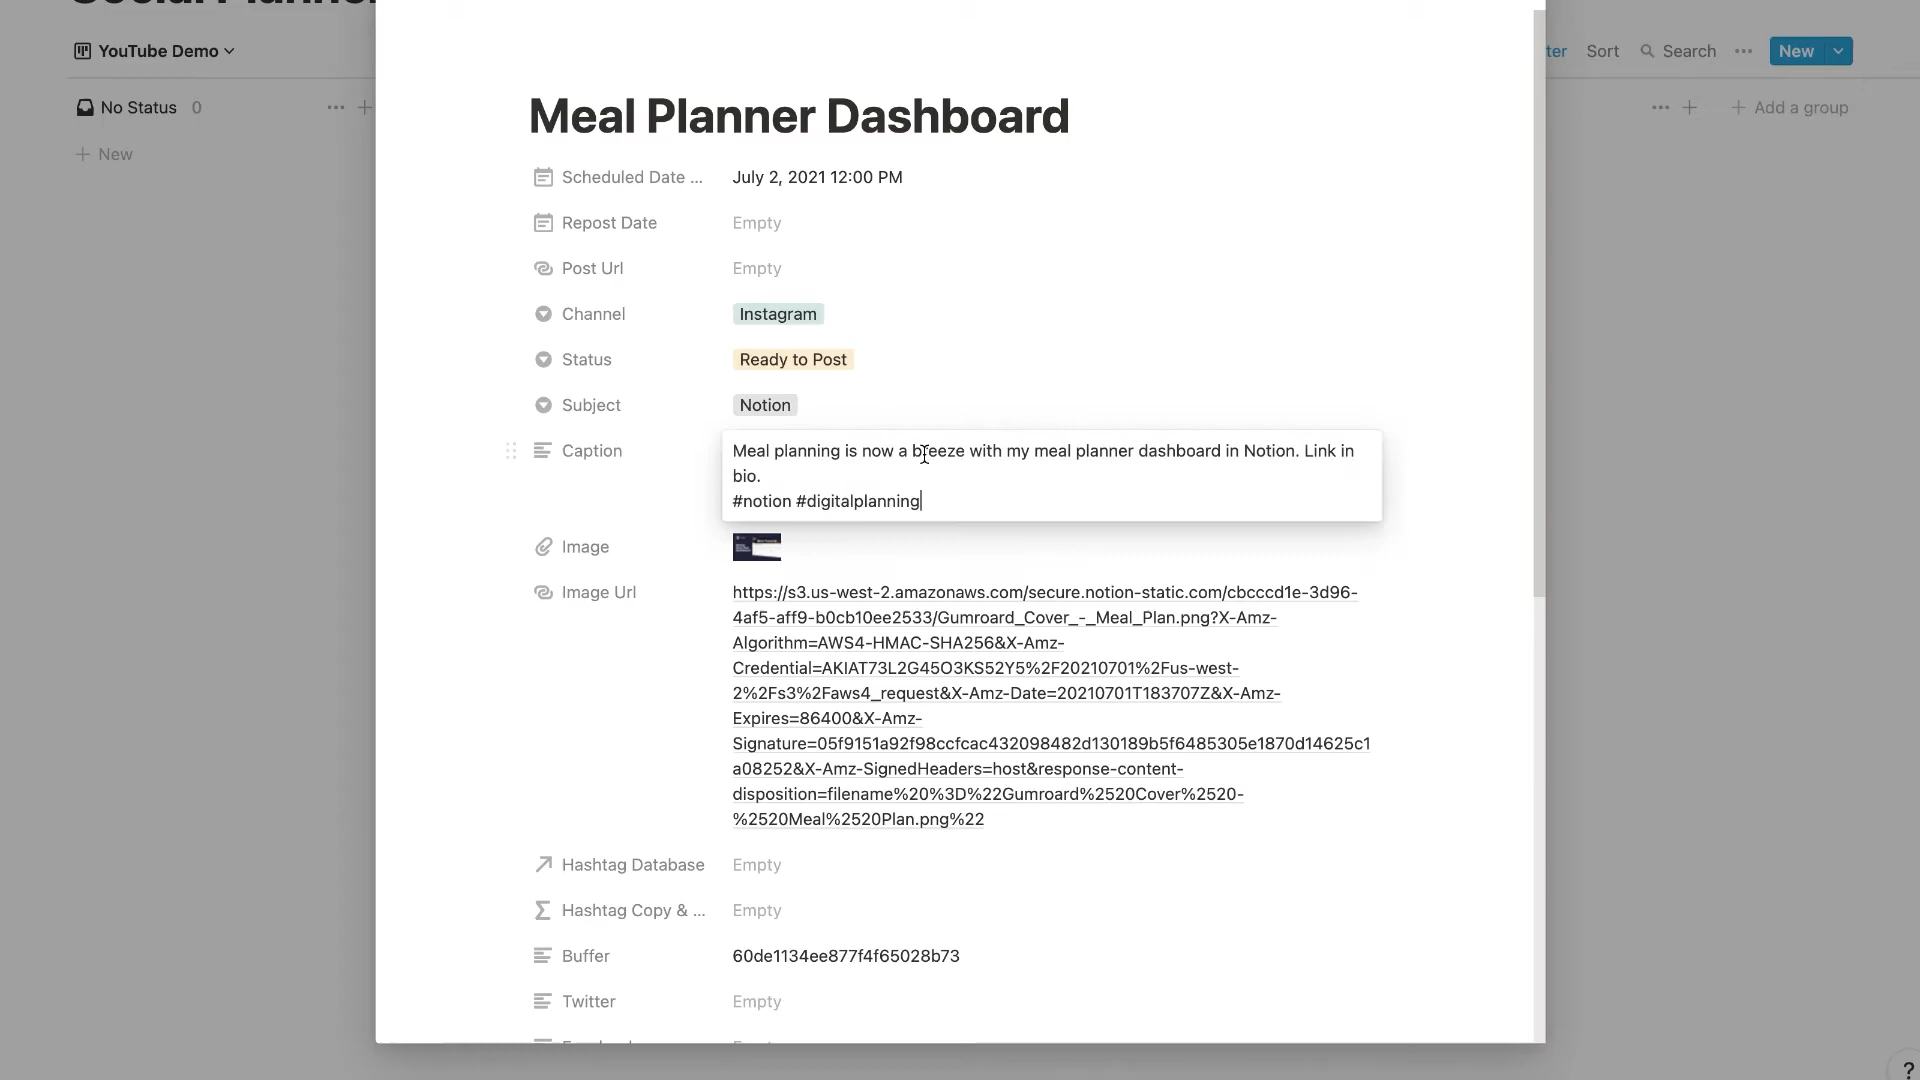 YouTube Demo
ter Sort Search ... New
No Status 0 ... +
... + + Add a group
+ New
Meal Planner Dashboard
Scheduled Date ... July 2, 2021 12:00 PM
Repost Date Empty
Post Url Empty
Channel Instagram
Status Ready to Post
Subject Notion
Caption Meal planning is now a breeze with my meal planner dashboard in Notion. Link in
bio.
#notion #digitalplanning
Image
Image Url https://s3.us-west-2.amazonaws.com/secure.notion-static.com/cbcccd1e-3d96-
4af5-aff9-b0cb10ee2533/Gumroard_Cover_-_Meal_Plan.png?X-Amz-
Algorithm=AWS4-HMAC-SHA256&X-Amz-
Credential=AKIAT73L2G45O3KS52Y5%2F20210701%2Fus-west-
2%2Fs3%2Faws4_request&X-Amz-Date=20210701T183707Z&X-Amz-
Expires=86400&X-Amz-
Signature=05f9151a92f98ccfcac432098482d130189b5f6485305e1870d14625c1
a08252&X-Amz-SignedHeaders=host&response-content-
disposition=filename%20%3D%22Gumroard%2520Cover%2520-
%2520Meal%2520Plan.png%22
Hashtag Database Empty
Hashtag Copy & ... Empty
Buffer 60de1134ee877f4f65028b73
Twitter Empty
?